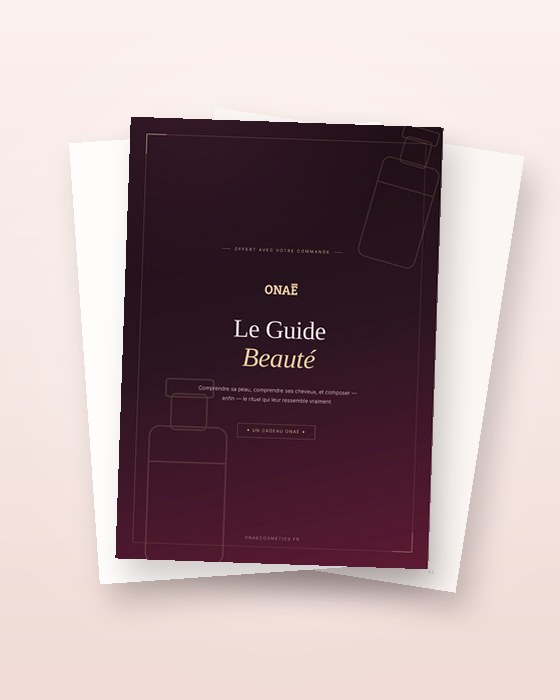 OFFERT AVEC VOTRE COMMANDE
ONAĒ
Le Guide
Beauté
Comprendre sa peau, comprendre ses cheveux, et composer —
enfin — le rituel qui leur ressemble vraiment.
✦ UN CADEAU ONAÉ ✦
ONAECOSMETICS.FR